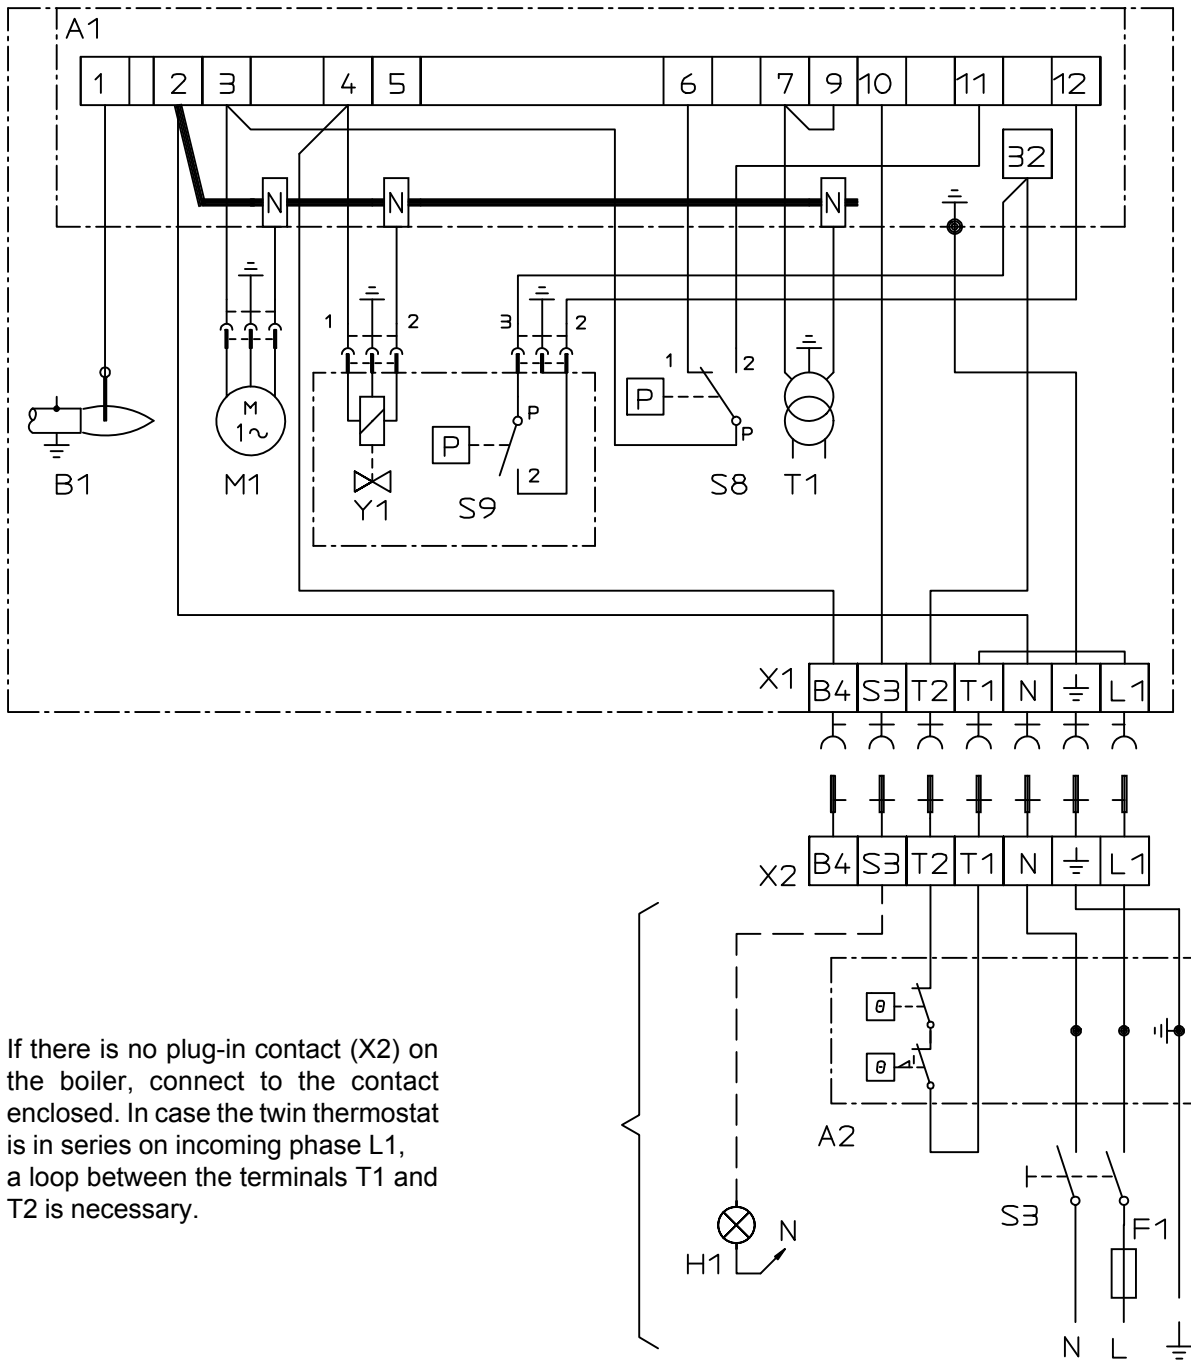 A1
1 2 3 4 5 6 7 9 10 11 12
32
N N N
1 2 3 2
1 2
M
1~
P
P
P
P
2
B1 M1 Y1 S9 S8 T1
X1 B4 S3 T2 T1 N L1
X2 B4 S3 T2 T1 N L1
θ
θ
If there is no plug-in contact (X2) on
the boiler, connect to the contact
enclosed. In case the twin thermostat
is in series on incoming phase L1,
a loop between the terminals T1 and
T2 is necessary.
A2
S3 F1
H1 N
N L